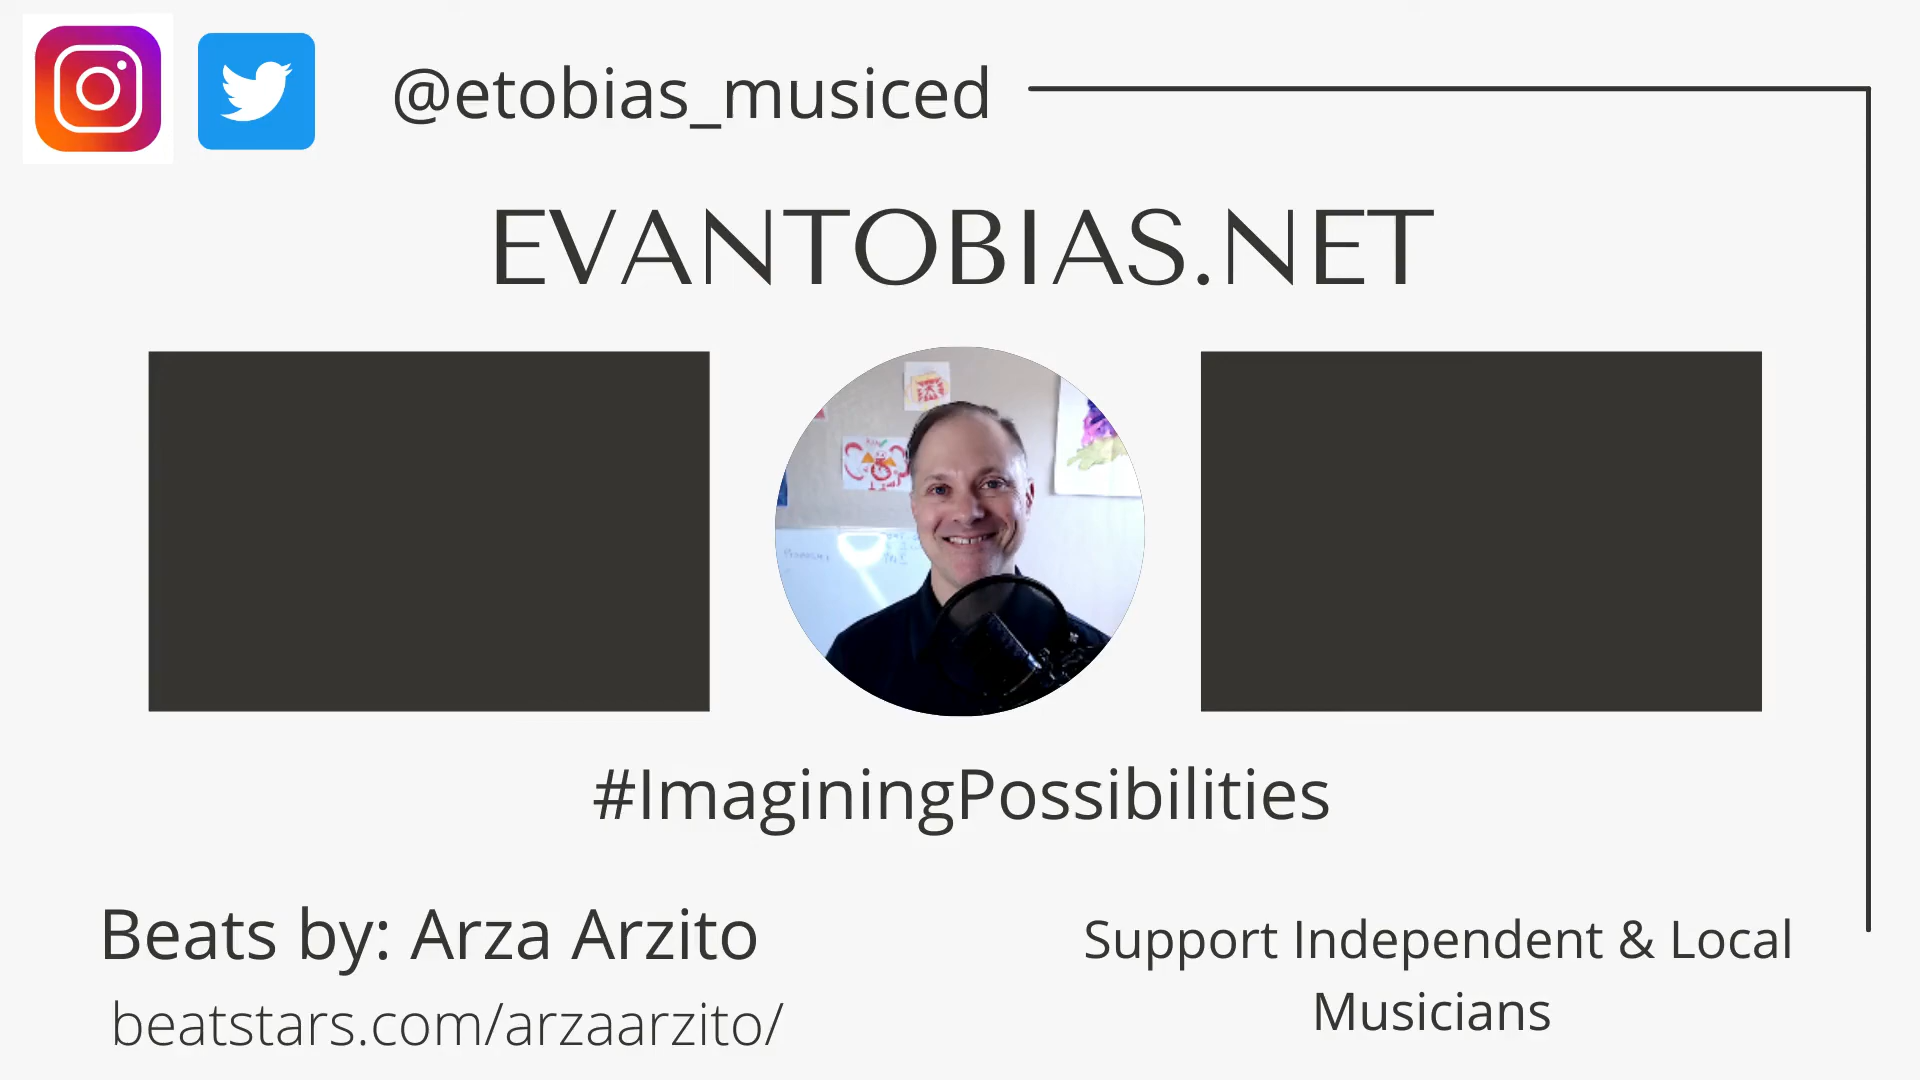 @etobias_musiced
EVANTOBIAS.NET
#ImaginingPossibilities
Beats by: Arza Arzito
beatstars.com/arzaarzito/
Support Independent & Local
Musicians